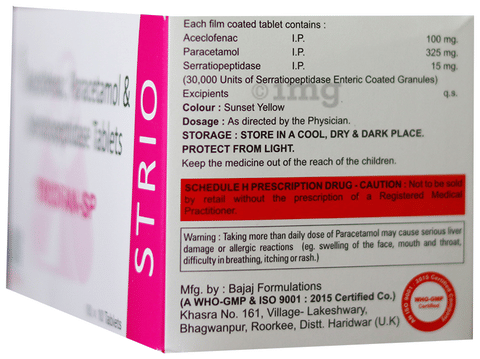 Each film coated tablet contains :
Aceclofenac I.P. 100 mg.
Paracetamol I.P. 325 mg.
Serratiopeptidase I.P. 15 mg.
(30,000 Units of Serratiopeptidase Enteric Coated Granules)
Excipients q.s.
Colour : Sunset Yellow
Dosage : As directed by the Physician.
STORAGE : STORE IN A COOL, DRY & DARK PLACE.
PROTECT FROM LIGHT.
Keep the medicine out of the reach of the children.
SCHEDULE H PRESCRIPTION DRUG - CAUTION : Not to be sold
by retail without the prescription of a Registered Medical
Practitioner.
Warning : Taking more than daily dose of Paracetamol may cause serious liver
damage or allergic reactions (eg. swelling of the face, mouth and throat,
difficulty in breathing, itching or rash.)
Mfg. by : Bajaj Formulations
(A WHO-GMP & ISO 9001 : 2015 Certified Co.)
Khasra No. 161, Village- Lakeshwary,
Bhagwanpur, Roorkee, Distt. Haridwar (U.K)
WHO-GMP
Certified
STRIO
Paracetamol &
Tablets